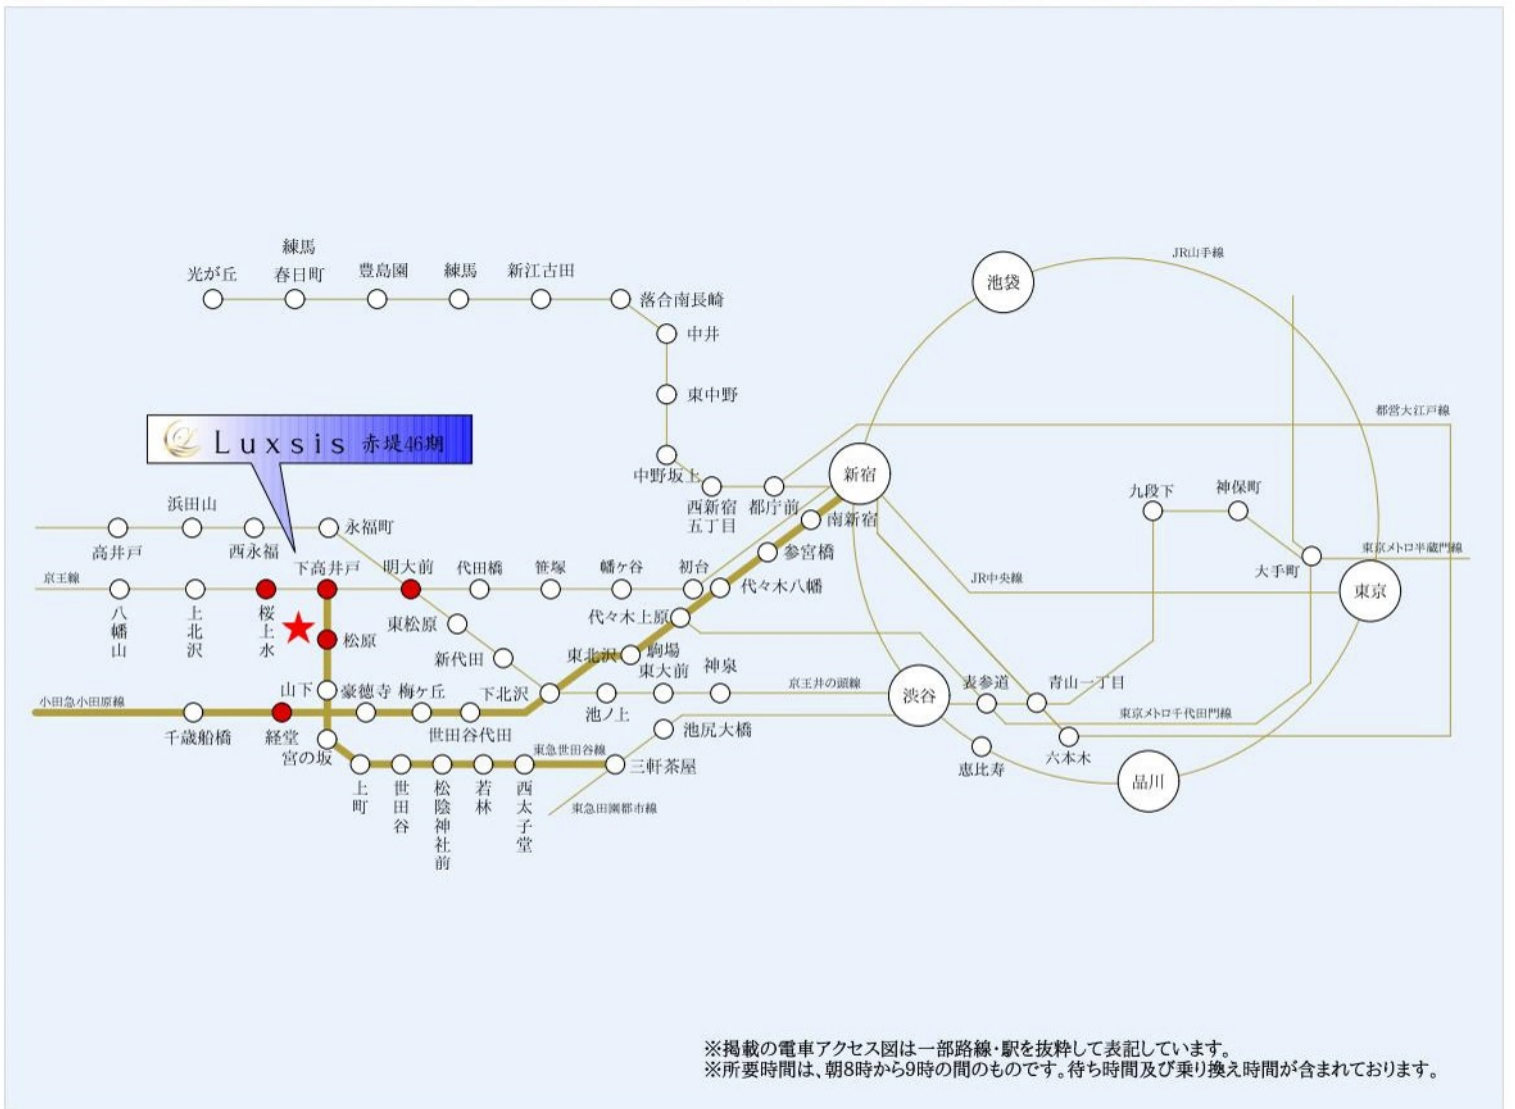 JR山手線
練馬
光が丘
春日町
豊島園
練馬
新江古田
池袋
落合南長崎
中井
東中野
都営大江戸線
Luxsis 赤堤46期
中野坂上
新宿
西新宿
五丁目
都庁前
南新宿
九段下
神保町
浜田山
高井戸
西永福
永福町
参宮橋
東京メトロ半蔵門線
大手町
京王線
下高井戸
明大前
代田橋
笹塚
幡ヶ谷
初台
代々木八幡
JR中央線
東京
八幡山
上北沢
桜上水
松原
東松原
代々木上原
新代田
東北沢
駒場
東大前
神泉
小田急小田原線
山下
豪徳寺
梅ヶ丘
下北沢
池ノ上
京王井の頭線
渋谷
表参道
青山一丁目
東京メトロ千代田門線
千歳船橋
経堂
宮の坂
世田谷代田
東急世田谷線
池尻大橋
三軒茶屋
恵比寿
六本木
品川
上町
世田谷
松陰神社前
若林
西太子堂
東急田園都市線
※掲載の電車アクセス図は一部路線・駅を抜粋して表記しています。
※所要時間は、朝8時から9時の間のものです。待ち時間及び乗り換え時間が含まれております。